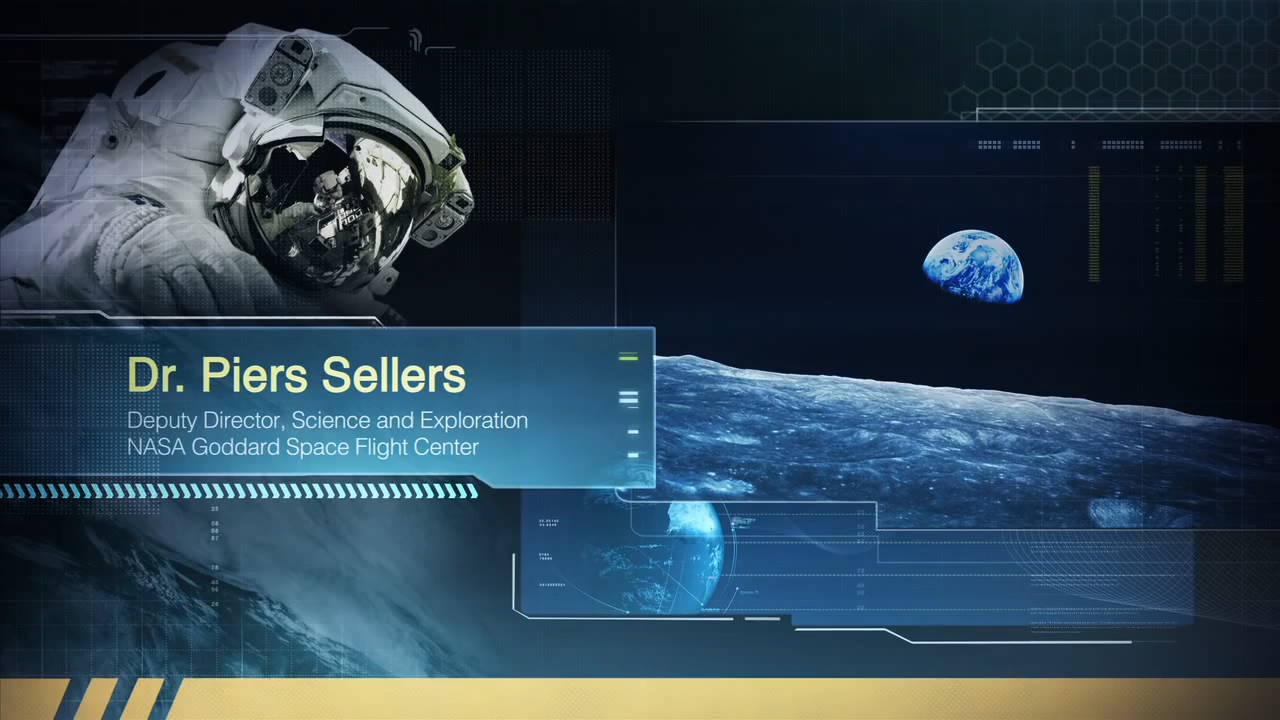 Dr. Piers Sellers
Deputy Director, Science and Exploration
NASA Goddard Space Flight Center